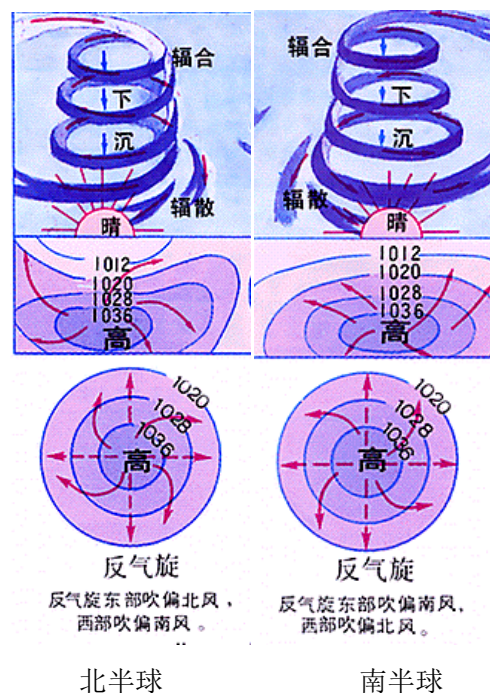 辐合
下
沉
辐散
晴
1012
1020
1028
1036
高
1020
1028
1036
高
反气旋
反气旋东部吹偏北风，
西部吹偏南风。
北半球
辐合
下
沉
辐散
晴
1012
1020
1028
1036
高
1020
1028
1036
高
反气旋
反气旋东部吹偏南风，
西部吹偏北风。
南半球